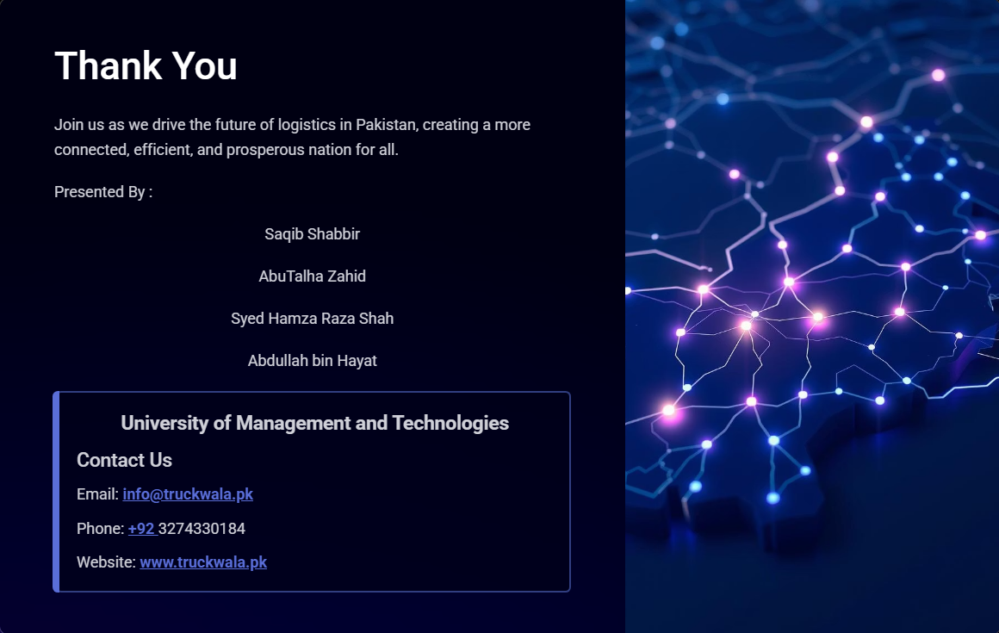 Thank You
Join us as we drive the future of logistics in Pakistan, creating a more
connected, efficient, and prosperous nation for all.
Presented By :
Saqib Shabbir
AbuTalha Zahid
Syed Hamza Raza Shah
Abdullah bin Hayat
University of Management and Technologies
Contact Us
Email: info@truckwala.pk
Phone: +92 3274330184
Website: www.truckwala.pk